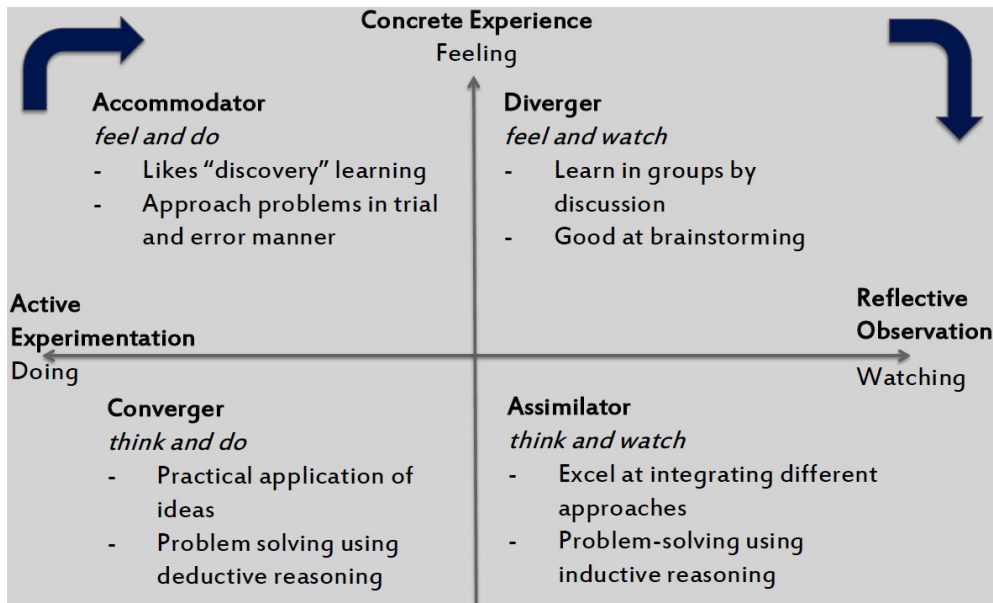 Concrete Experience
Feeling
Accommodator
feel and do
- Likes “discovery” learning
- Approach problems in trial
and error manner
Diverger
feel and watch
- Learn in groups by
discussion
- Good at brainstorming
Active
Experimentation
Doing
Reflective
Observation
Watching
Converger
think and do
- Practical application of
ideas
- Problem solving using
deductive reasoning
Assimilator
think and watch
- Excel at integrating different
approaches
- Problem-solving using
inductive reasoning